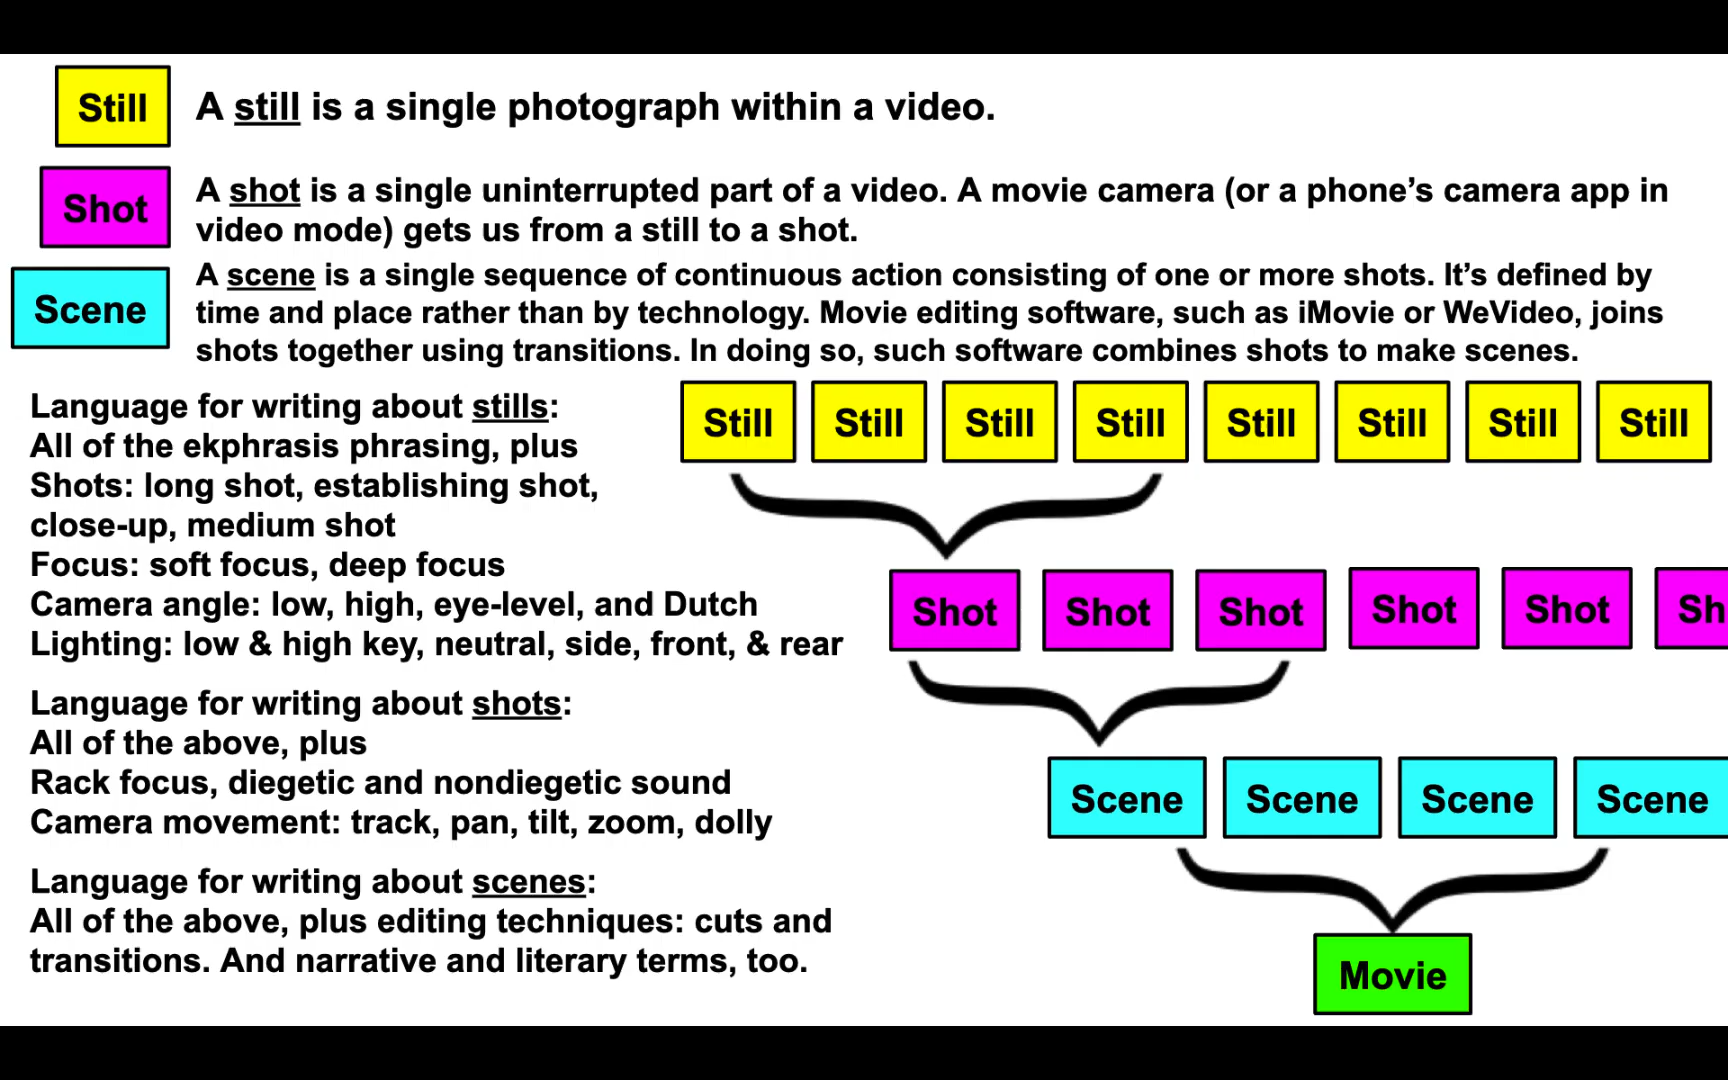 Still
A still is a single photograph within a video.
Shot
A shot is a single uninterrupted part of a video. A movie camera (or a phone’s camera app in
video mode) gets us from a still to a shot.
Scene
A scene is a single sequence of continuous action consisting of one or more shots. It’s defined by
time and place rather than by technology. Movie editing software, such as iMovie or WeVideo, joins
shots together using transitions. In doing so, such software combines shots to make scenes.
Language for writing about stills:
All of the ekphrasis phrasing, plus
Shots: long shot, establishing shot,
close-up, medium shot
Focus: soft focus, deep focus
Camera angle: low, high, eye-level, and Dutch
Lighting: low & high key, neutral, side, front, & rear
Language for writing about shots:
All of the above, plus
Rack focus, diegetic and nondiegetic sound
Camera movement: track, pan, tilt, zoom, dolly
Language for writing about scenes:
All of the above, plus editing techniques: cuts and
transitions. And narrative and literary terms, too.
Still Still Still Still Still Still Still Still
Shot Shot Shot Shot Shot Sh
Scene Scene Scene Scene
Movie